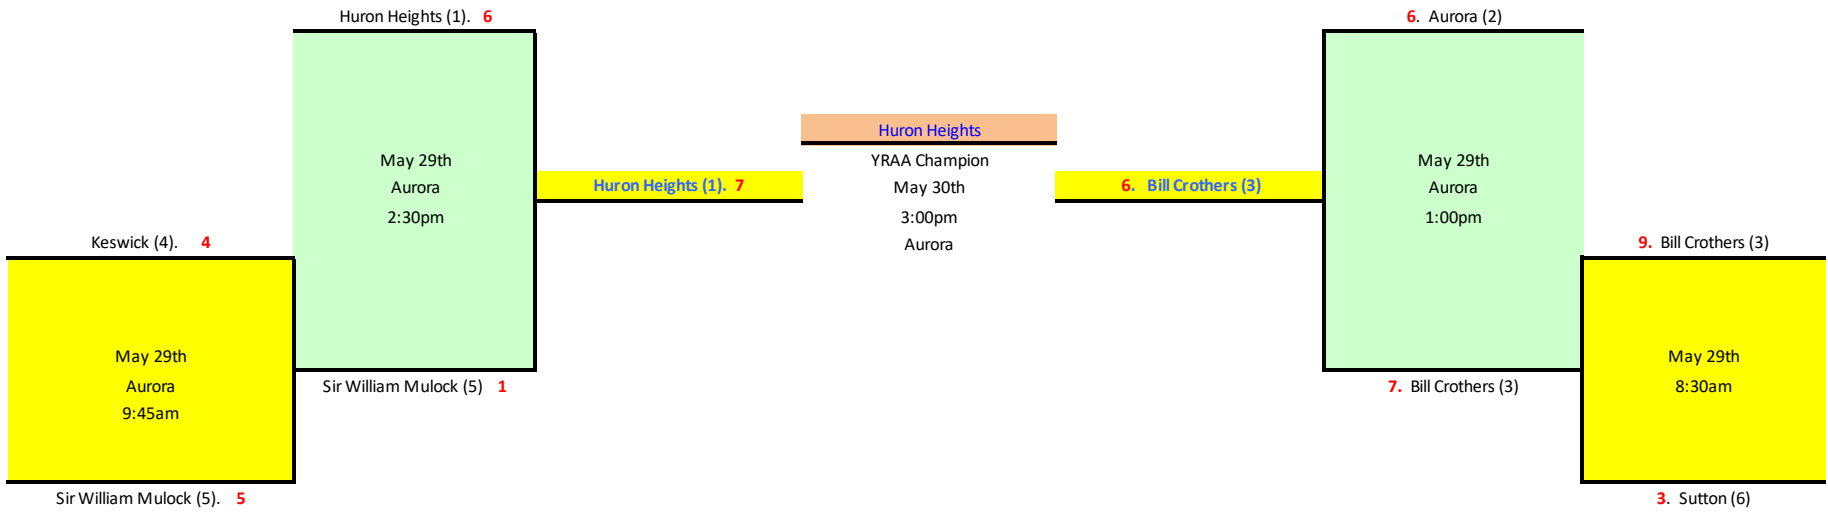 Huron Heights (1). 6
6. Aurora (2)
Huron Heights
May 29th
YRAA Champion
May 29th
Aurora
Huron Heights (1). 7
May 30th
6. Bill Crothers (3)
Aurora
2:30pm
3:00pm
1:00pm
Keswick (4). 4
Aurora
9. Bill Crothers (3)
May 29th
May 29th
Aurora
Sir William Mulock (5) 1
7. Bill Crothers (3)
8:30am
9:45am
Sir William Mulock (5). 5
3. Sutton (6)